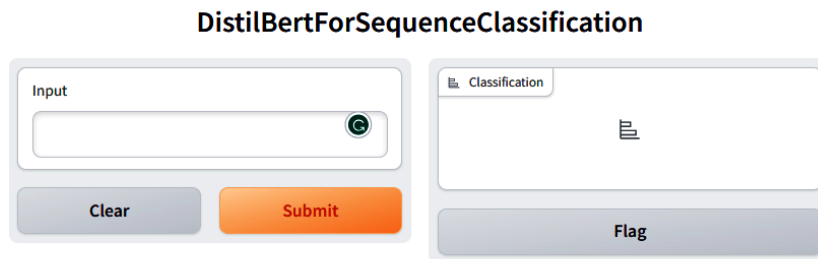 DistilBertForSequenceClassification
Input
Clear
Submit
Classification
Flag